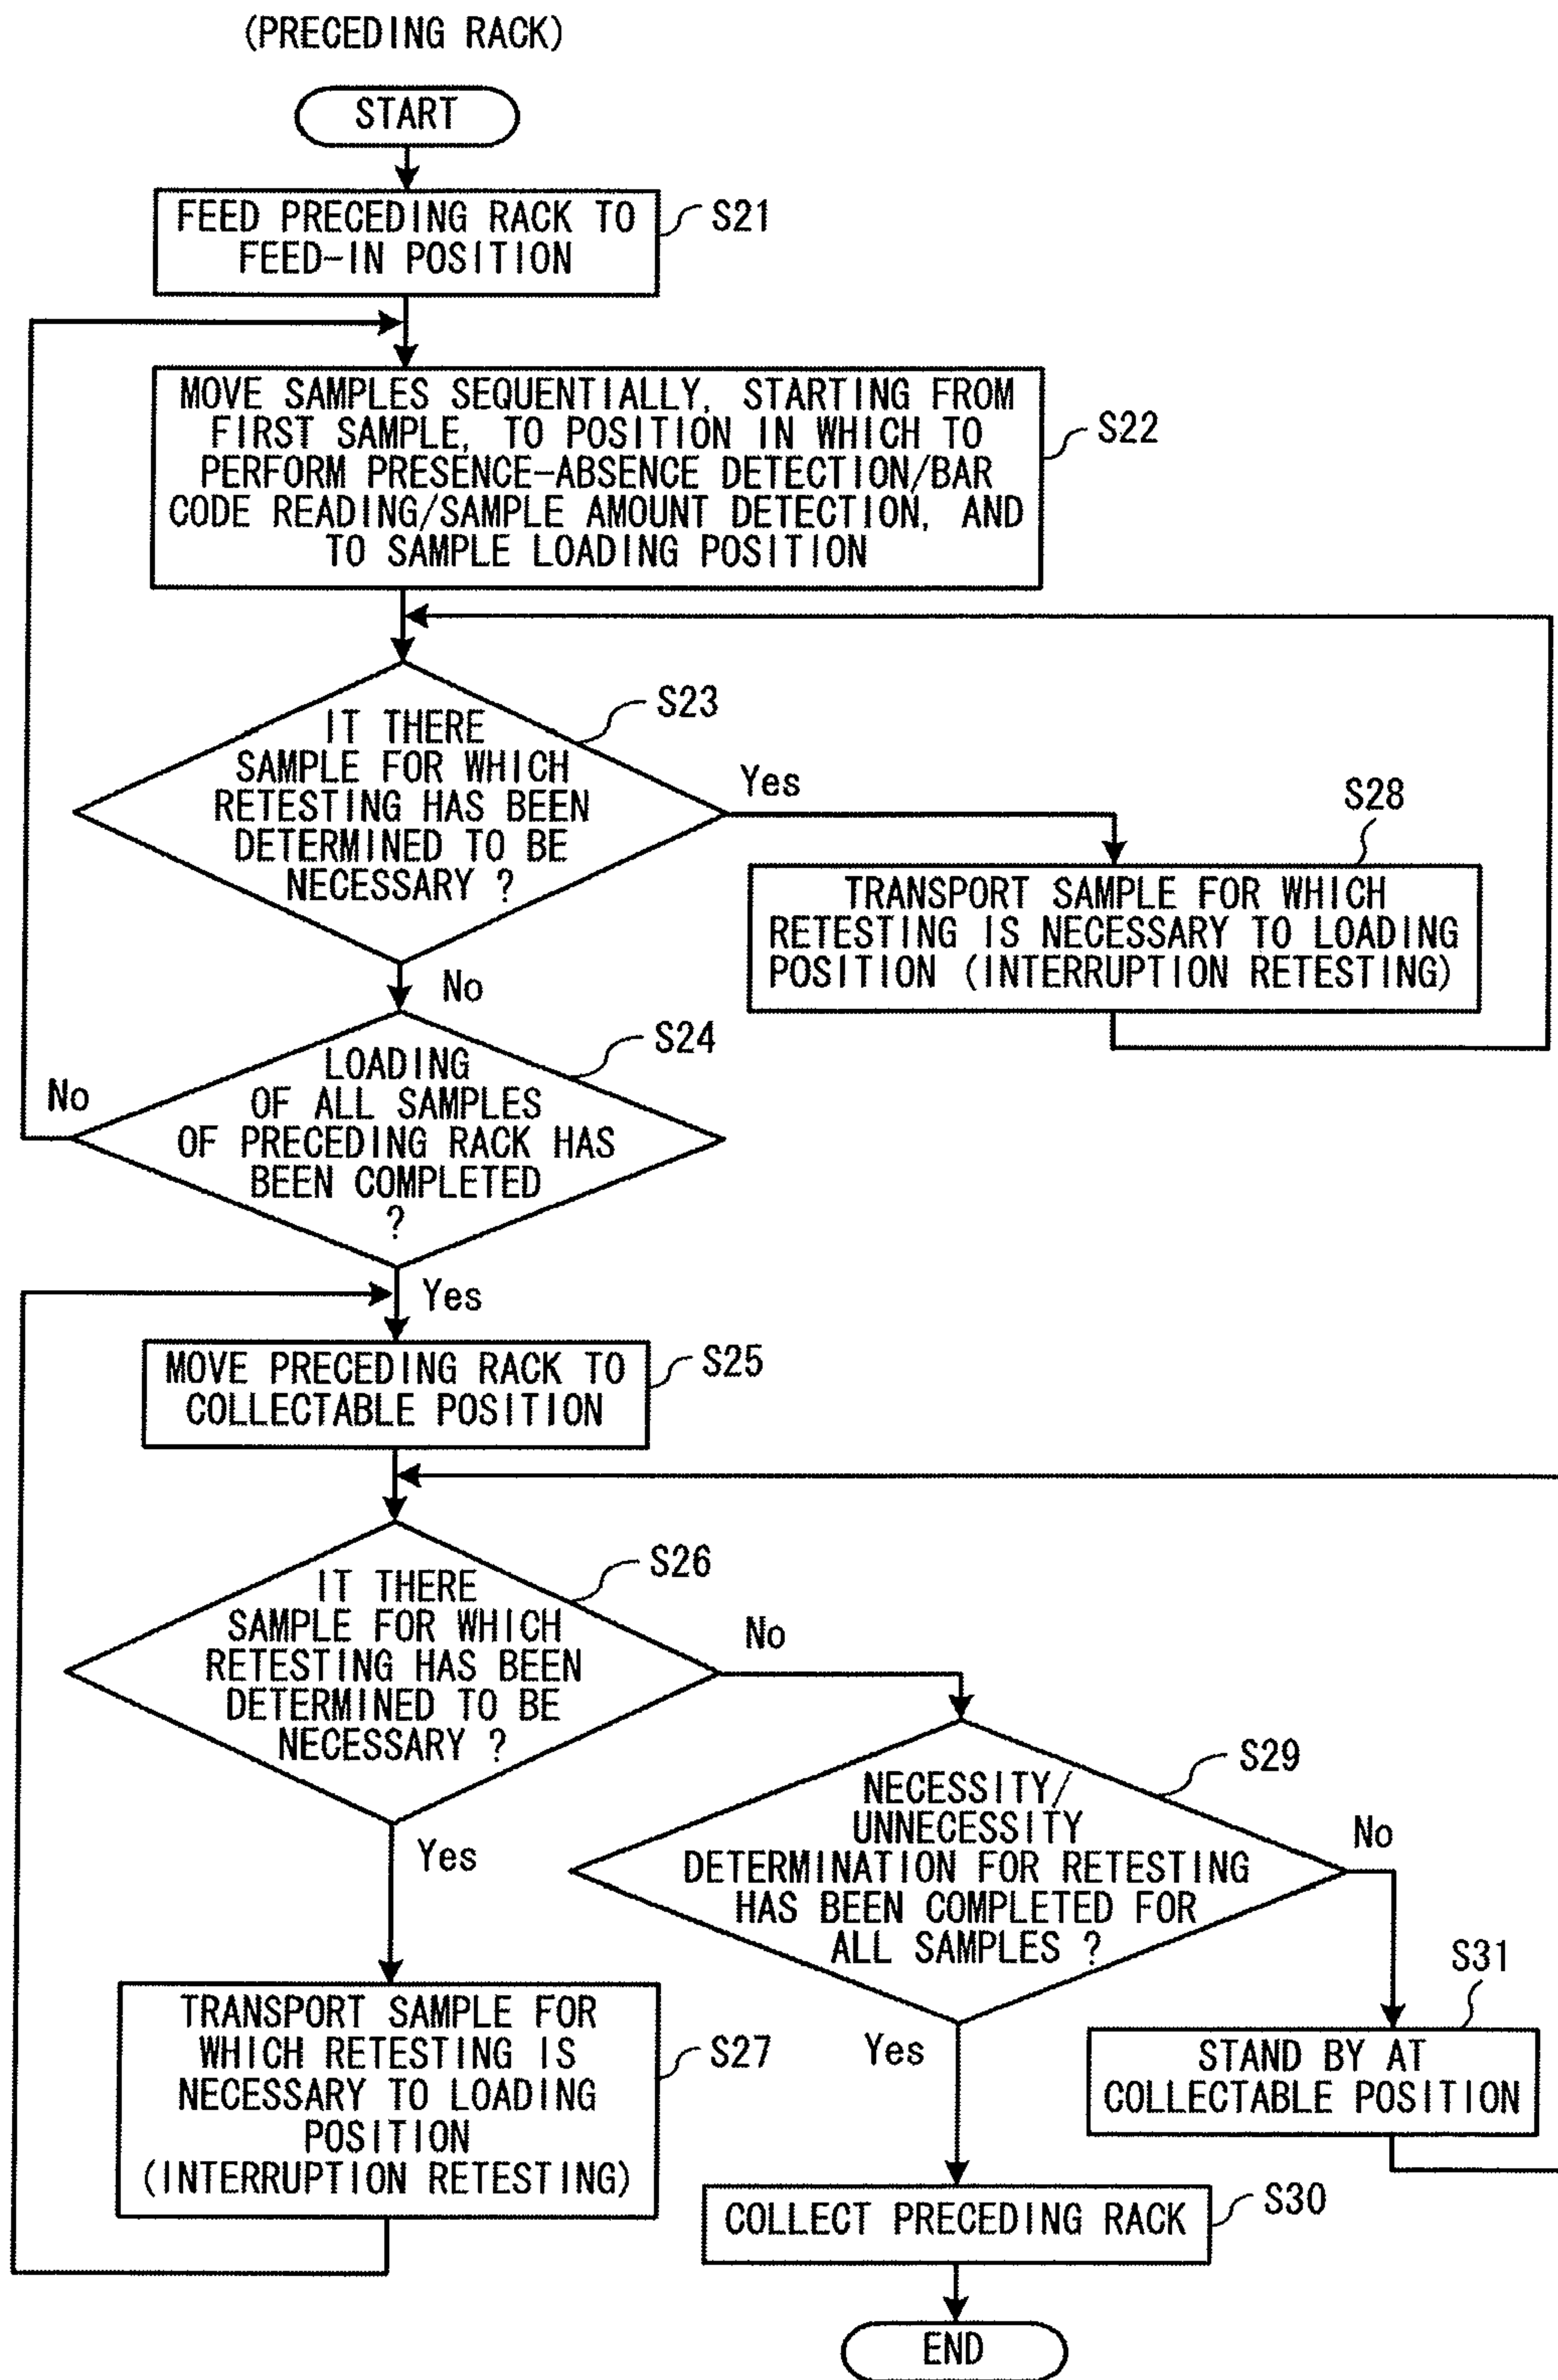 (PRECEDING RACK)
START
FEED PRECEDING RACK TO
FEED-IN POSITION
S21
MOVE SAMPLES SEQUENTIALLY, STARTING FROM
FIRST SAMPLE, TO POSITION IN WHICH TO
PERFORM PRESENCE-ABSENCE DETECTION/BAR
CODE READING/SAMPLE AMOUNT DETECTION, AND
TO SAMPLE LOADING POSITION
S22
IT THERE
SAMPLE FOR WHICH
RETESTING HAS BEEN
DETERMINED TO BE
NECESSARY ?
S23
Yes
No
S28
TRANSPORT SAMPLE FOR WHICH
RETESTING IS NECESSARY TO LOADING
POSITION (INTERRUPTION RETESTING)
LOADING
OF ALL SAMPLES
OF PRECEDING RACK HAS
BEEN COMPLETED
?
S24
No
Yes
MOVE PRECEDING RACK TO
COLLECTABLE POSITION
S25
IT THERE
SAMPLE FOR WHICH
RETESTING HAS BEEN
DETERMINED TO BE
NECESSARY ?
S26
No
Yes
NECESSITY/
UNNECESSITY
DETERMINATION FOR RETESTING
HAS BEEN COMPLETED FOR
ALL SAMPLES ?
S29
No
Yes
TRANSPORT SAMPLE FOR
WHICH RETESTING IS
NECESSARY TO LOADING
POSITION
(INTERRUPTION RETESTING)
S27
S31
STAND BY AT
COLLECTABLE POSITION
COLLECT PRECEDING RACK
S30
END